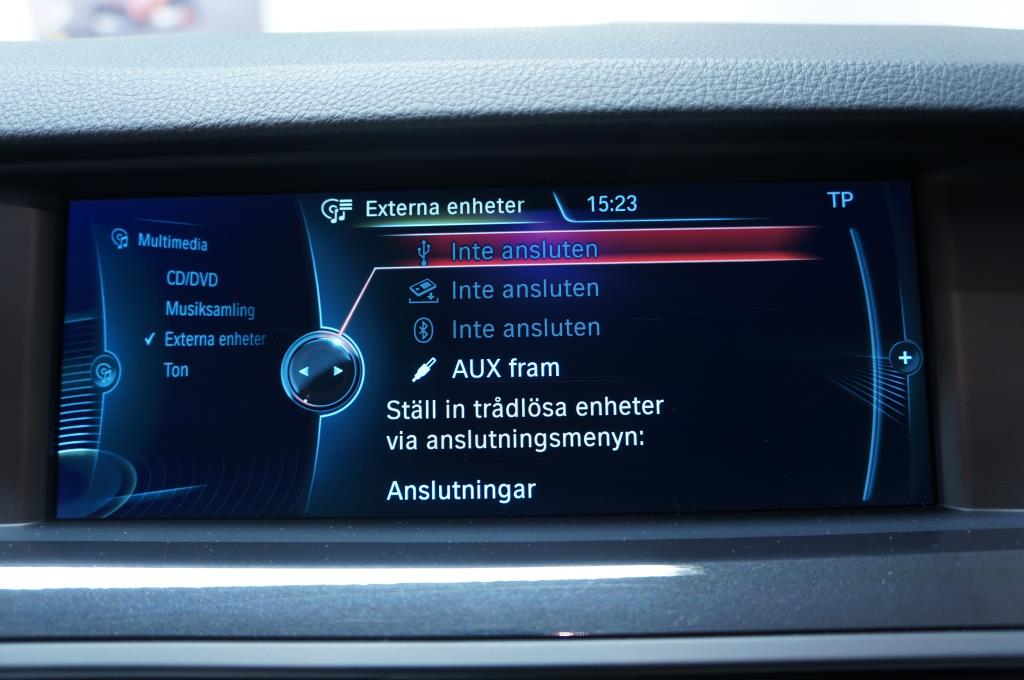 Externa enheter 15:23 TP
Multimedia
CD/DVD
Musiksamling
Externa enheter
Ton
Inte ansluten
Inte ansluten
Inte ansluten
AUX fram
Ställ in trådlösa enheter
via anslutningsmenyn:
Anslutningar